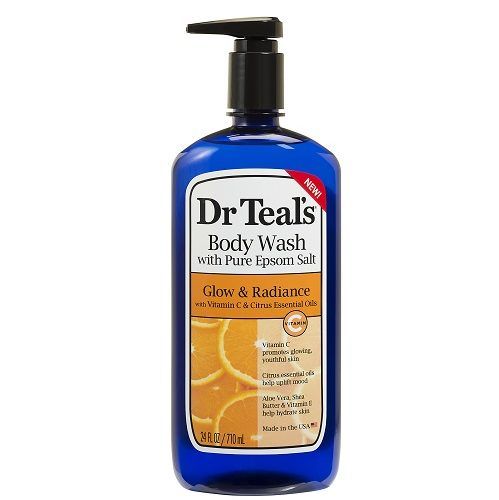 NEW!
Dr Teal's
Body Wash
with Pure Epsom Salt
Glow & Radiance
with Vitamin C & Citrus Essential Oils
C
VITAMIN
Vitamin C
promotes glowing,
youthful skin
Citrus essential oils
help uplift mood
Aloe Vera, Shea
Butter & Vitamin E
help hydrate skin
Made in the USA
24 FL OZ / 710 mL